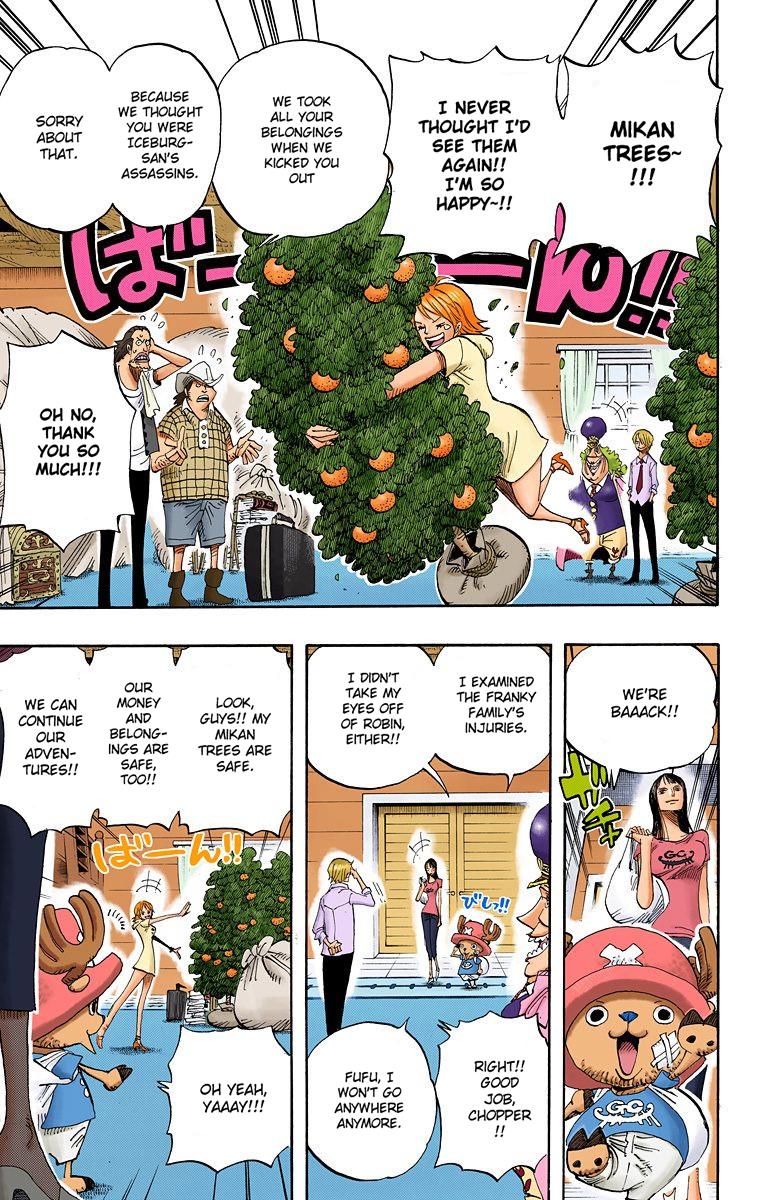 MIKAN
TREES~
!!!
I NEVER
THOUGHT I'D
SEE THEM
AGAIN!!
I'M SO
HAPPY~!!
WE TOOK
ALL YOUR
BELONGINGS
WHEN WE
KICKED YOU
OUT
BECAUSE
WE THOUGHT
YOU WERE
ICEBURG-
SAN'S
ASSASSINS.
SORRY
ABOUT
THAT.
ばーーん!!
OH NO,
THANK
YOU SO
MUCH!!!
WE'RE
BAAACK!!
GG
GG
I EXAMINED
THE FRANKY
FAMILY'S
INJURIES.
I DIDN'T
TAKE MY
EYES OFF
OF ROBIN,
EITHER!!
びしっ!!
RIGHT!!
GOOD
JOB,
CHOPPER
!!
FUFU, I
WON'T GO
ANYWHERE
ANYMORE.
LOOK,
GUYS!! MY
MIKAN
TREES ARE
SAFE.
OUR
MONEY
AND
BELONG-
INGS ARE
SAFE,
TOO!!
WE CAN
CONTINUE
OUR
ADVEN-
TURES!!
ばーん!!
OH YEAH,
YAAAY!!!